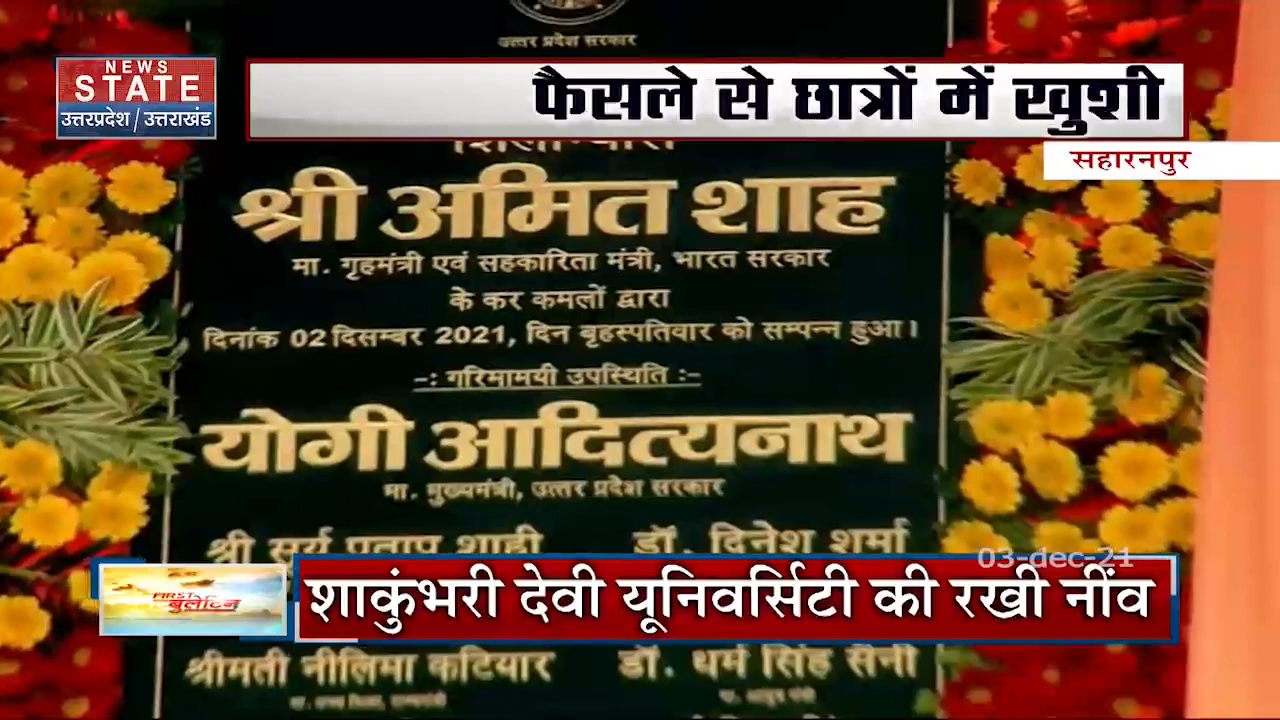 उत्तर प्रदेश सरकार
NEWS
STATE
उत्तरप्रदेश/उत्तराखंड
फैसले से छात्रों में खुशी
सहारनपुर
श्री अमित शाह
मा. गृहमंत्री एवं सहकारिता मंत्री, भारत सरकार
के कर कमलों द्वारा
दिनांक 02 दिसम्बर 2021, दिन बृहस्पतिवार को सम्पन्न हुआ।
-: गरिमामयी उपस्थिति :-
योगी आदित्यनाथ
मा. मुख्यमंत्री, उत्तर प्रदेश सरकार
श्री सूर्य प्रताप शाही डॉ. दिनेश शर्मा
03-dec-21
FIRST
बुलेटिन
शाकुंभरी देवी यूनिवर्सिटी की रखी नींव
श्रीमती नीलिमा कटियार डॉ. धर्म सिंह सैनी